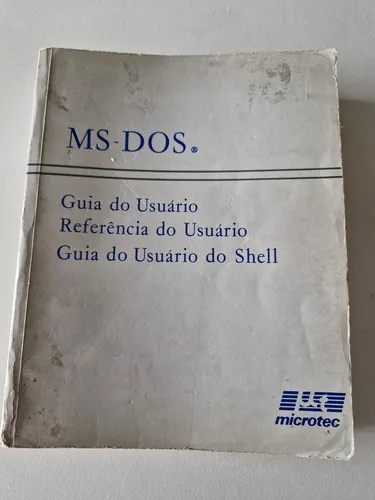 MS-DOS®
Guia do Usuário
Referência do Usuário
Guia do Usuário do Shell
microtec